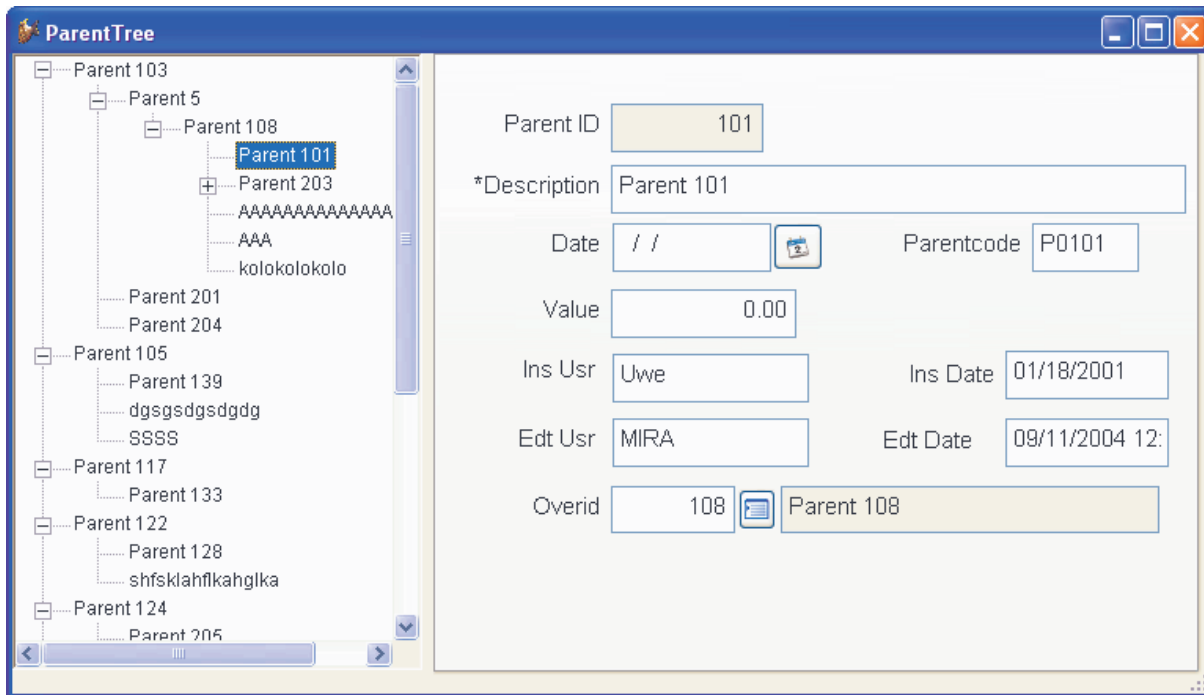 ParentTree
Parent 103
Parent 5
Parent 108
Parent 101
Parent 203
AAAAAAAAAAAAAA
AAA
kolokolokolo
Parent 201
Parent 204
Parent 105
Parent 139
dgsgsdgsdgdg
SSSS
Parent 117
Parent 133
Parent 122
Parent 128
shfsklahflkahglka
Parent 124
Parent 205
Parent ID 101
*Description Parent 101
Date / / Parentcode P0101
Value 0.00
Ins Usr Uwe Ins Date 01/18/2001
Edt Usr MIRA Edt Date 09/11/2004 12:
Overid 108 Parent 108